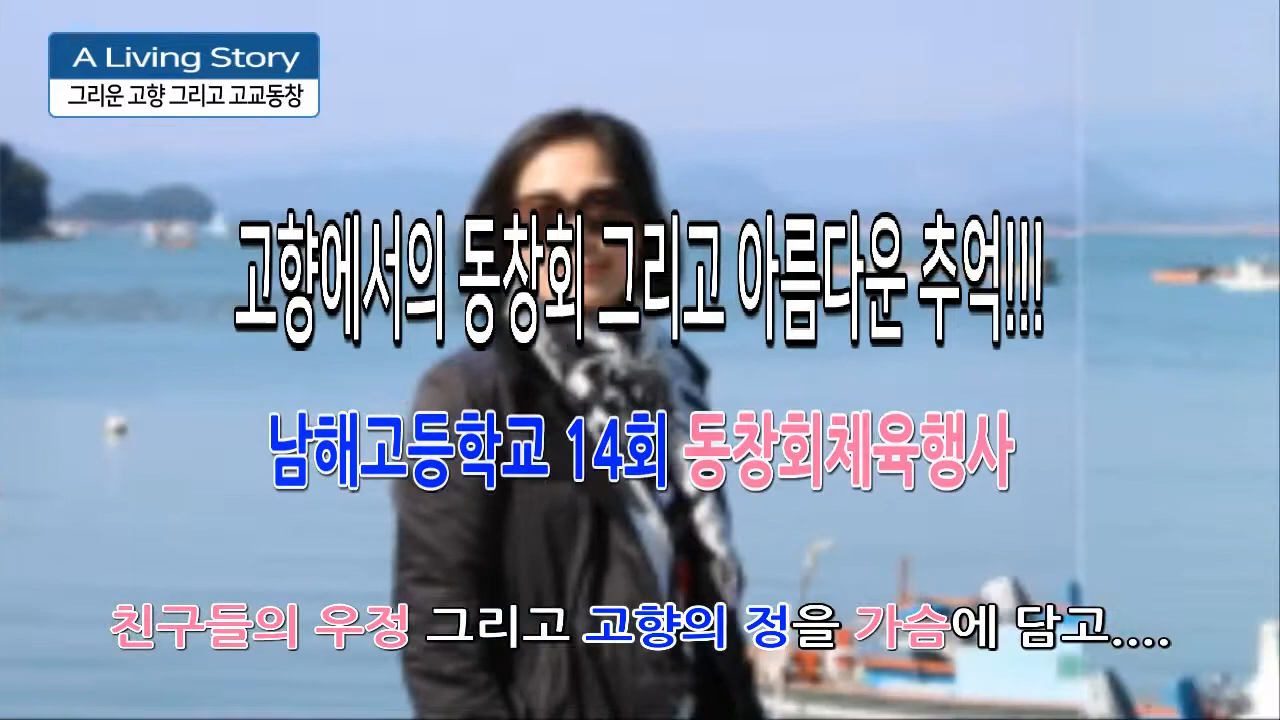 A Living Story
그리운 고향 그리고 고교동창
고향에서의 동창회 그리고 아름다운 추억!!!
남해고등학교 14회 동창회체육행사
친구들의 우정 그리고 고향의 정을 가슴에 담고....